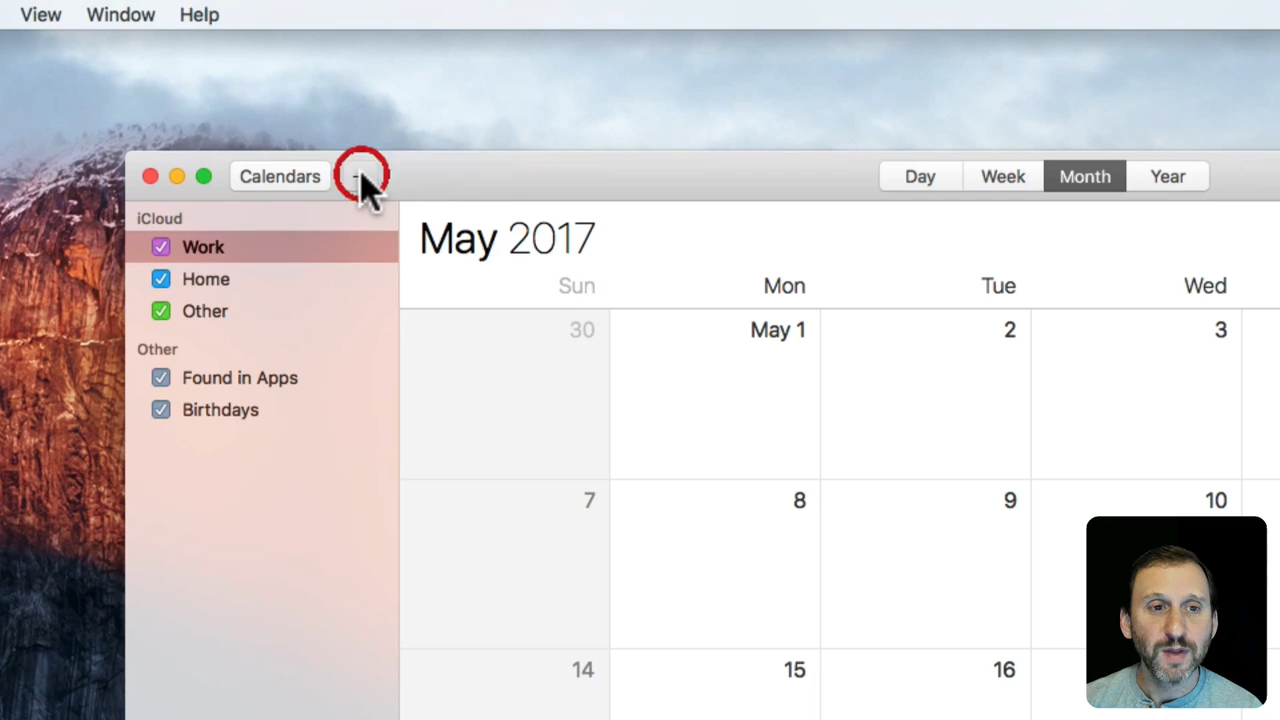 View Window Help
Calendars + Day Week Month Year
iCloud
Work
Home
Other
Other
Found in Apps
Birthdays
May 2017
Sun Mon Tue Wed
30 May 1 2 3
7 8 9 10
14 15 16